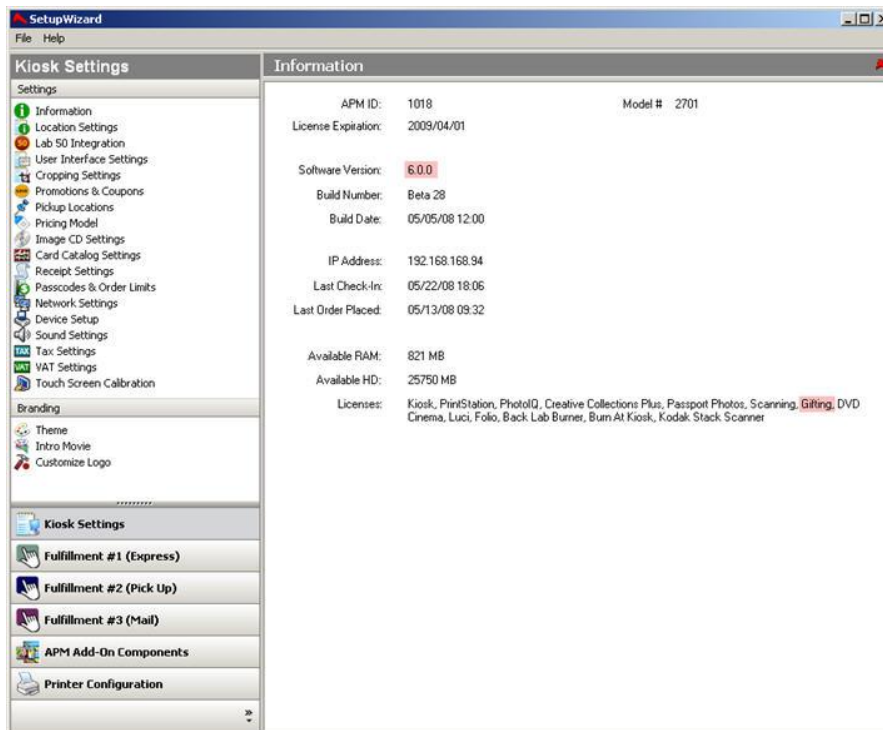 SetupWizard
File Help
Kiosk Settings
Settings
Information
Location Settings
50 Lab 50 Integration
User Interface Settings
Cropping Settings
Promotions & Coupons
Pickup Locations
Pricing Model
Image CD Settings
Card Catalog Settings
Receipt Settings
Passcodes & Order Limits
Network Settings
Device Setup
Sound Settings
TAX Tax Settings
VAT VAT Settings
Touch Screen Calibration
Branding
Theme
Intro Movie
Customize Logo
Kiosk Settings
Fulfillment #1 (Express)
Fulfillment #2 (Pick Up)
Fulfillment #3 (Mail)
APM Add-On Components
Printer Configuration
Information
APM ID: 1018 Model # 2701
License Expiration: 2009/04/01
Software Version: 6.0.0
Build Number: Beta 28
Build Date: 05/05/08 12:00
IP Address: 192.168.168.94
Last Check-In: 05/22/08 18:06
Last Order Placed: 05/13/08 09:32
Available RAM: 821 MB
Available HD: 25750 MB
Licenses: Kiosk, PrintStation, PhotoIQ, Creative Collections Plus, Passport Photos, Scanning, Gifting, DVD
Cinema, Luci, Folio, Back Lab Burner, Burn At Kiosk, Kodak Stack Scanner